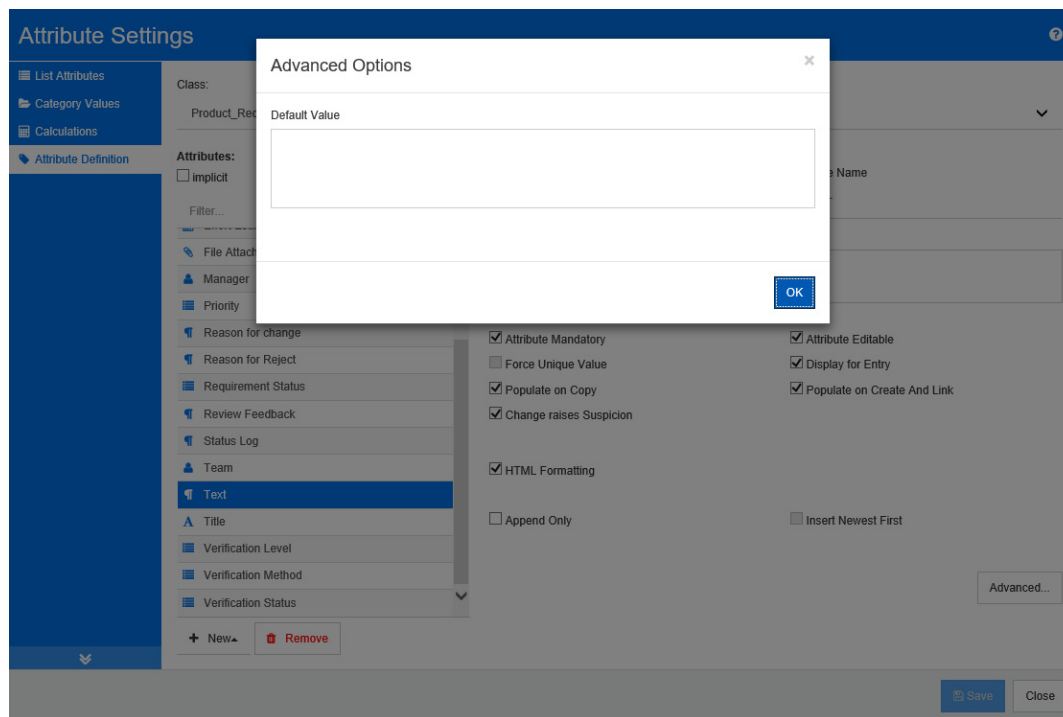 Attribute Settings
List Attributes
Category Values
Calculations
Attribute Definition
Class:
Product_Rec
Attributes:
implicit
Filter...
File Attach
Manager
Priority
Reason for change
Reason for Reject
Requirement Status
Review Feedback
Status Log
Team
Text
Title
Verification Level
Verification Method
Verification Status
+ New
Remove
Advanced Options
×
Default Value
OK
Name
Attribute Mandatory
Attribute Editable
Force Unique Value
Display for Entry
Populate on Copy
Populate on Create And Link
Change raises Suspicion
HTML Formatting
Append Only
Insert Newest First
Advanced...
Save
Close